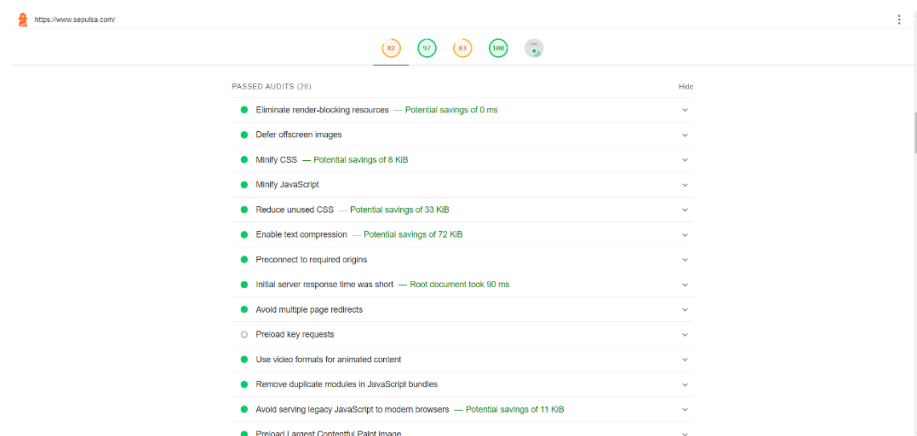 https://www.sepulsa.com/
82 97 83 100
PASSED AUDITS (28) Hide
Eliminate render-blocking resources — Potential savings of 0 ms
Defer offscreen images
Minify CSS — Potential savings of 8 KiB
Minify JavaScript
Reduce unused CSS — Potential savings of 33 KiB
Enable text compression — Potential savings of 72 KiB
Preconnect to required origins
Initial server response time was short — Root document took 90 ms
Avoid multiple page redirects
Preload key requests
Use video formats for animated content
Remove duplicate modules in JavaScript bundles
Avoid serving legacy JavaScript to modern browsers — Potential savings of 11 KiB
Preload Largest Contentful Paint image